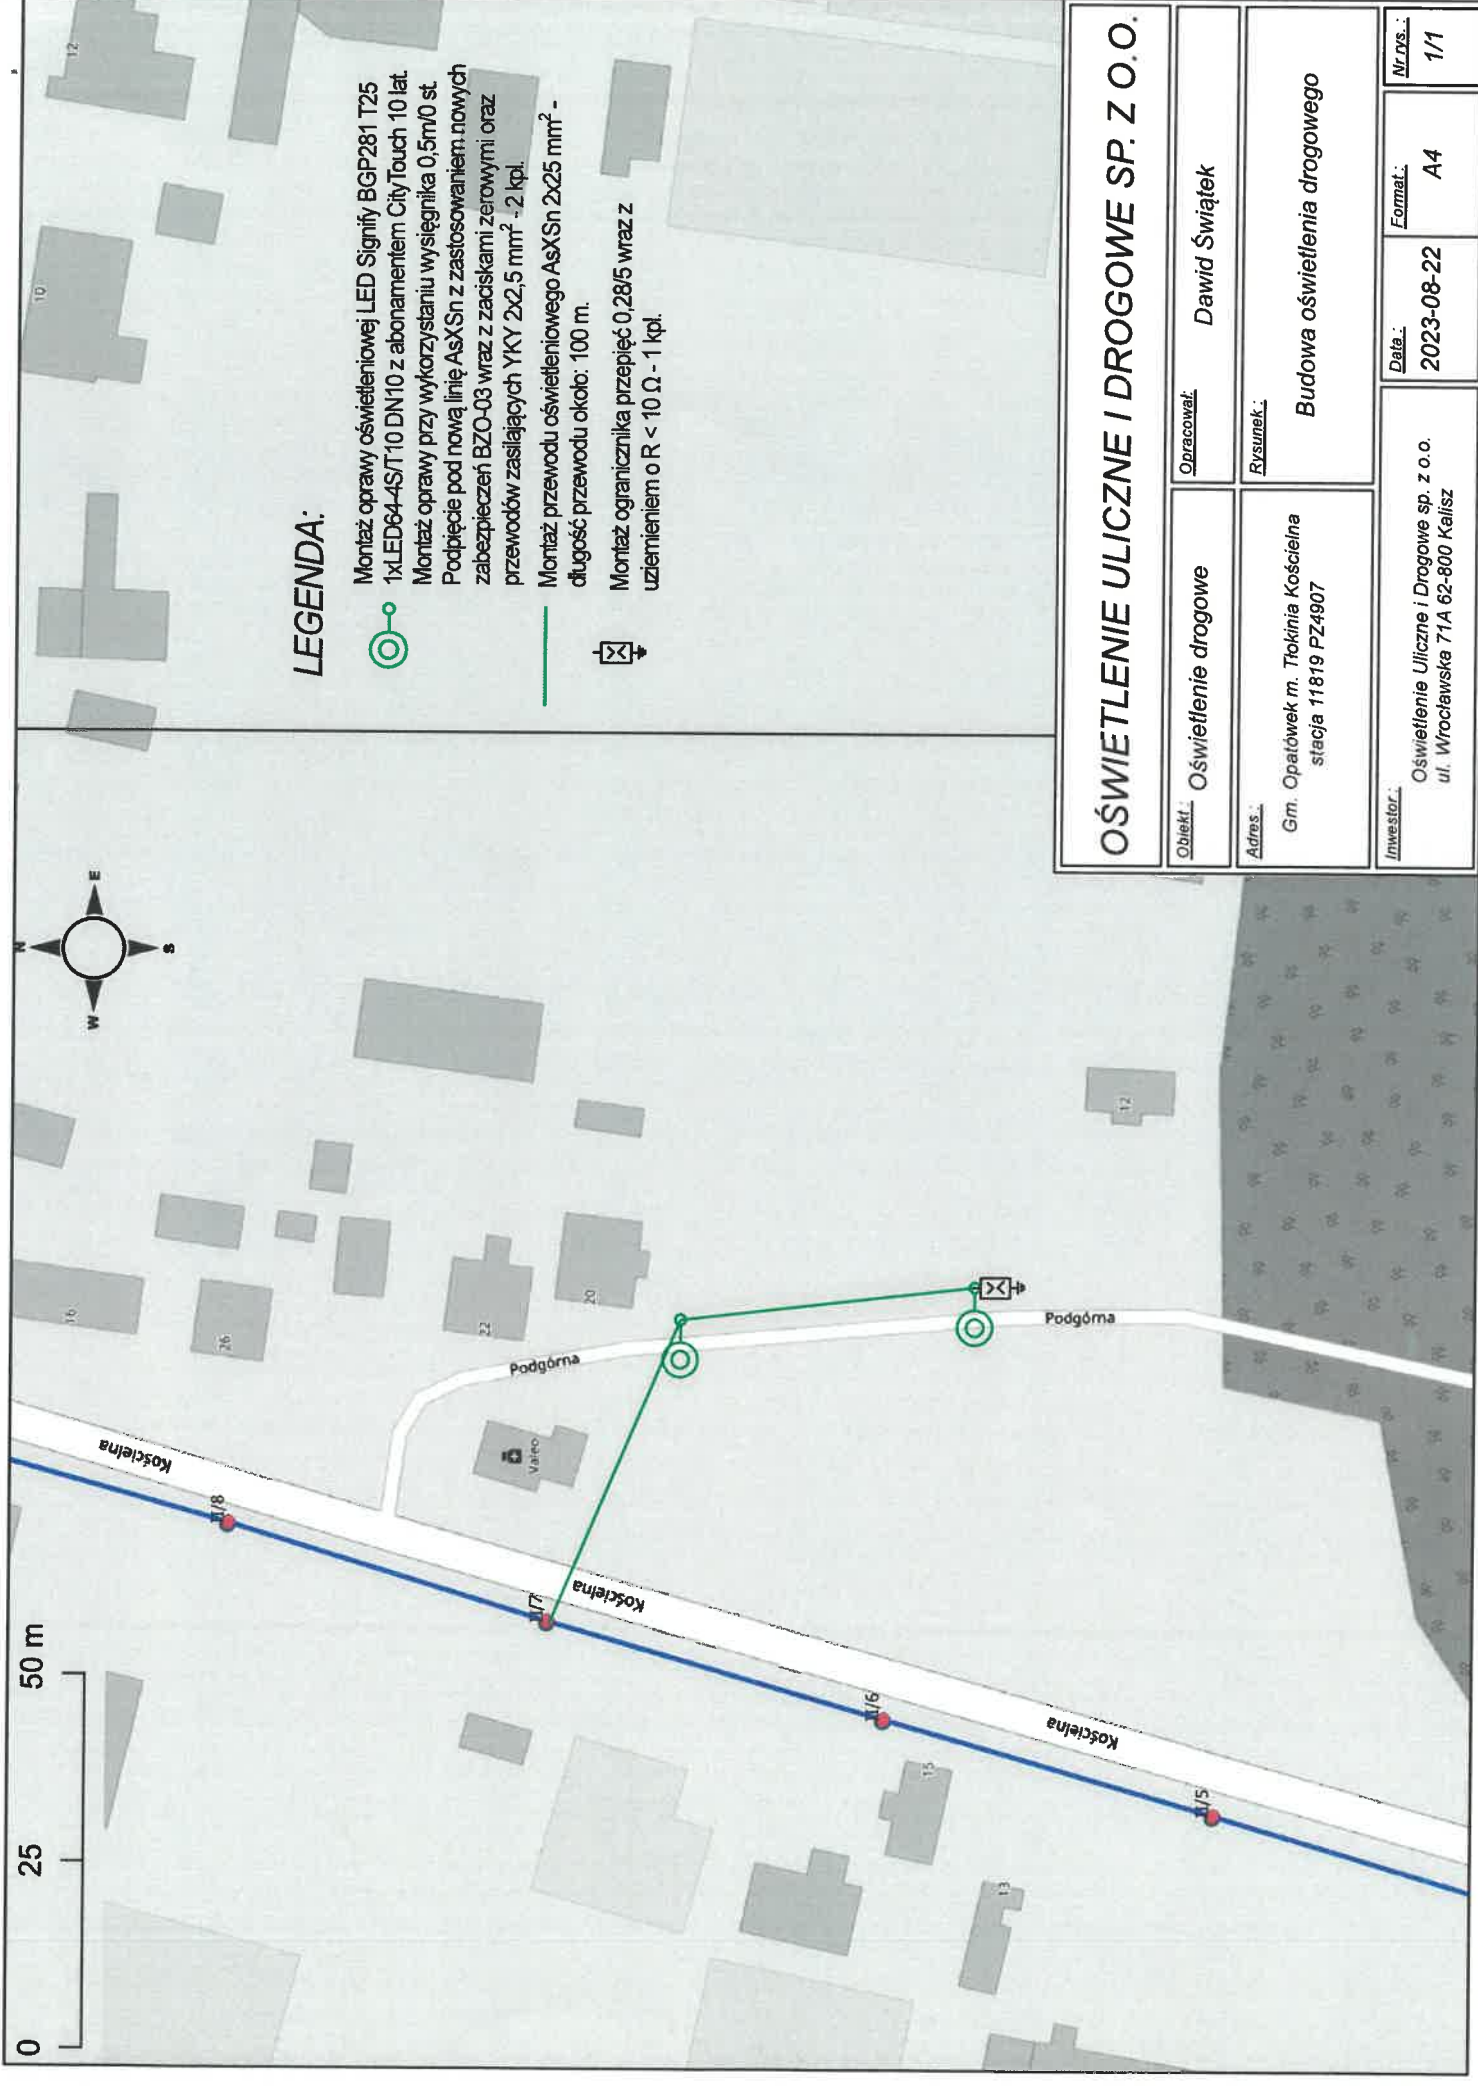 0 25 50 m
N
W E
S
LEGENDA:
Montaż oprawy oświetleniowej LED Signify BGP281 T25
1xLED64-4S/T10 DN10 z abonamentem CityTouch 10 lat.
Montaż oprawy przy wykorzystaniu wysięgnika 0,5m/0 st.
Podpięcie pod nową linię AsXSn z zastosowaniem nowych
zabezpieczeń BZO-03 wraz z zaciskami zerowymi oraz
przewodów zasilających YKY 2x2,5 mm² - 2 kpl.
Montaż przewodu oświetleniowego AsXSn 2x25 mm² -
długość przewodu około: 100 m.
Montaż ogranicznika przepięć 0,28/5 wraz z
uziemieniem o R < 10 Ω - 1 kpl.
12
10
16
26
22
20
12
15
13
Kościelna
Kościelna
Kościelna
Podgórna
Podgórna
Valeo
II/8
II/7
II/6
II/5
OŚWIETLENIE ULICZNE I DROGOWE SP. Z O.O.
Obiekt:
Oświetlenie drogowe
Opracował:
Dawid Świątek
Adres:
Gm. Opatówek m. Tłokinia Kościelna
stacja 11819 PZ4907
Rysunek:
Budowa oświetlenia drogowego
Inwestor:
Oświetlenie Uliczne i Drogowe sp. z o.o.
ul. Wrocławska 71A 62-800 Kalisz
Data:
2023-08-22
Format:
A4
Nr rys.:
1/1